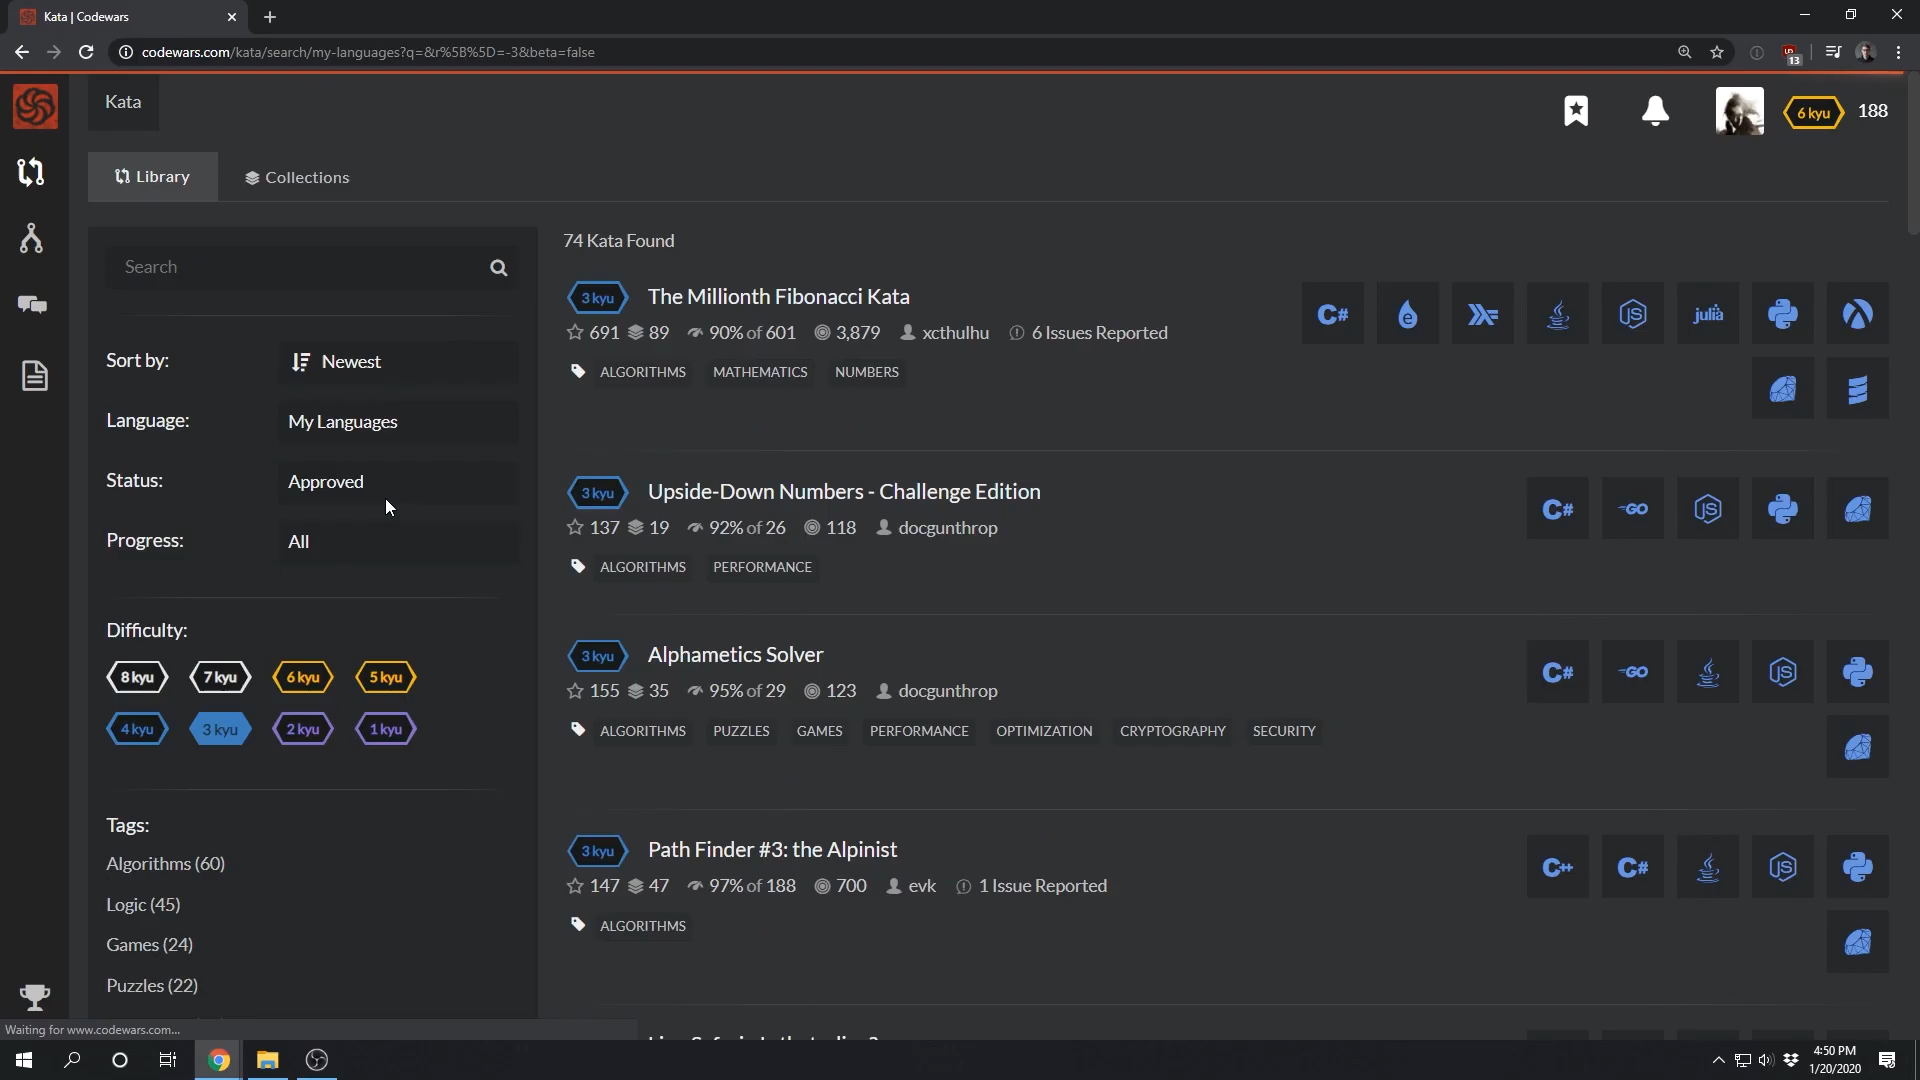 Kata | Codewars
codewars.com/kata/search/my-languages?q=&r%5B%5D=-3&beta=false
13
Kata
6 kyu 188
Library Collections
Search
Sort by: Newest
Language: My Languages
Status: Approved
Progress: All
Difficulty:
8 kyu 7 kyu 6 kyu 5 kyu
4 kyu 3 kyu 2 kyu 1 kyu
Tags:
Algorithms (60)
Logic (45)
Games (24)
Puzzles (22)
74 Kata Found
3 kyu The Millionth Fibonacci Kata
691 89 90% of 601 3,879 xcthulhu 6 Issues Reported
ALGORITHMS MATHEMATICS NUMBERS
C# e JS julia
3 kyu Upside-Down Numbers - Challenge Edition
137 19 92% of 26 118 docgunthrop
ALGORITHMS PERFORMANCE
C# GO JS
3 kyu Alphametics Solver
155 35 95% of 29 123 docgunthrop
ALGORITHMS PUZZLES GAMES PERFORMANCE OPTIMIZATION CRYPTOGRAPHY SECURITY
C# GO JS
3 kyu Path Finder #3: the Alpinist
147 47 97% of 188 700 evk 1 Issue Reported
ALGORITHMS
C++ C# JS
Waiting for www.codewars.com...
4:50 PM
1/20/2020